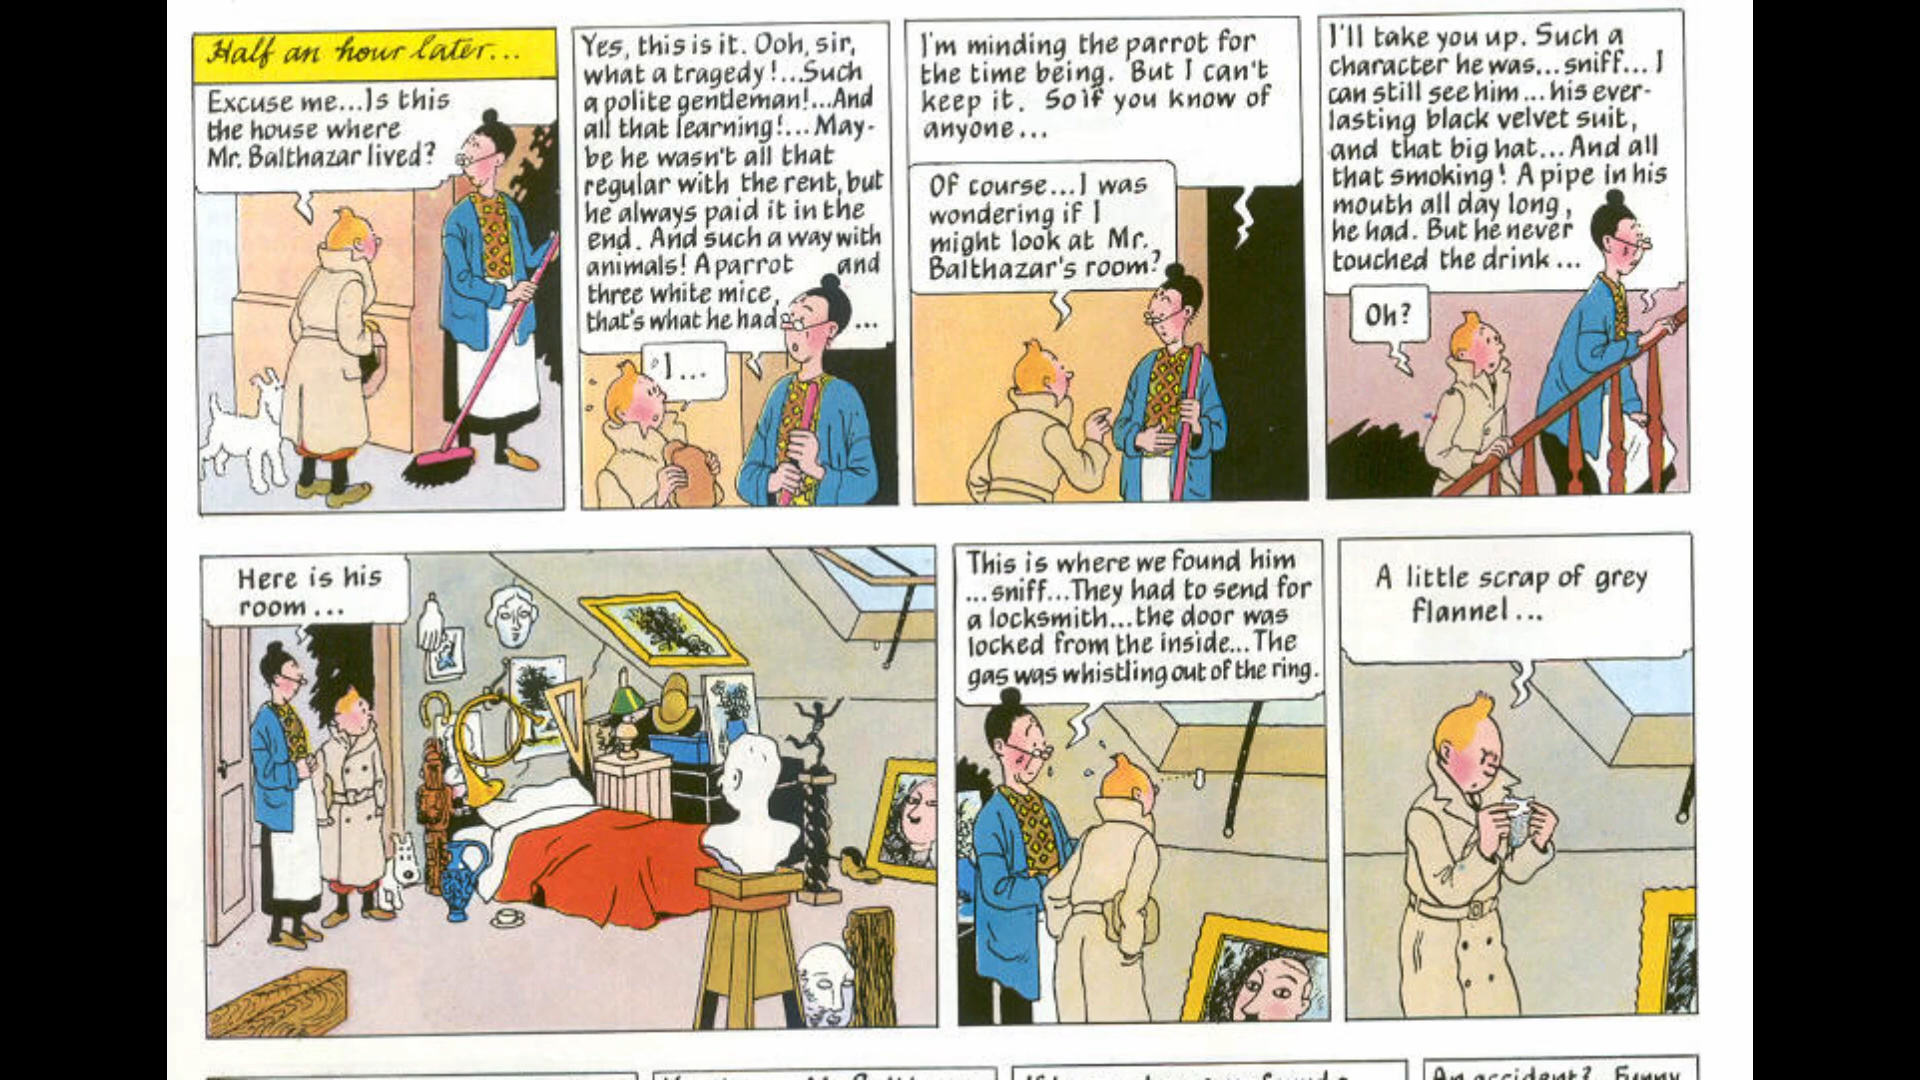 Half an hour later...
Excuse me...Is this
the house where
Mr. Balthazar lived?
Yes, this is it. Ooh, sir,
what a tragedy!...Such
a polite gentleman!...And
all that learning!...May-
be he wasn't all that
regular with the rent, but
he always paid it in the
end. And such a way with
animals! A parrot and
three white mice,
that's what he had ...
I...
I'm minding the parrot for
the time being. But I can't
keep it. So if you know of
anyone...
Of course...I was
wondering if I
might look at Mr.
Balthazar's room?
I'll take you up. Such a
character he was... sniff... I
can still see him... his ever-
lasting black velvet suit,
and that big hat... And all
that smoking! A pipe in his
mouth all day long,
he had. But he never
touched the drink...
Oh?
Here is his
room...
This is where we found him
...sniff...They had to send for
a locksmith...the door was
locked from the inside...The
gas was whistling out of the ring.
A little scrap of grey
flannel...
An accident? Funny